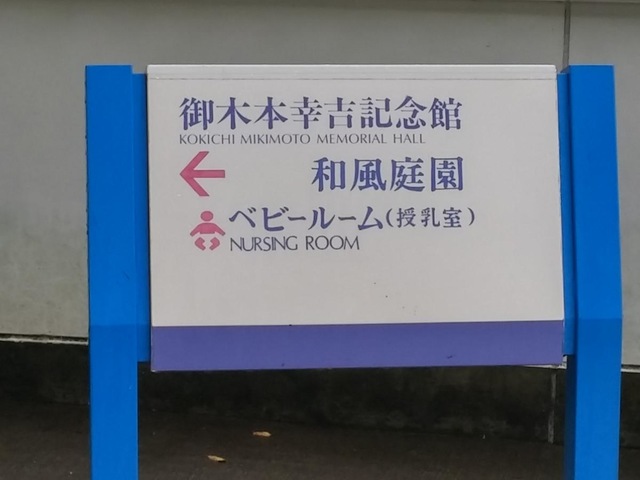 御木本幸吉記念館
KOKICHI MIKIMOTO MEMORIAL HALL
和風庭園
ベビールーム(授乳室)
NURSING ROOM